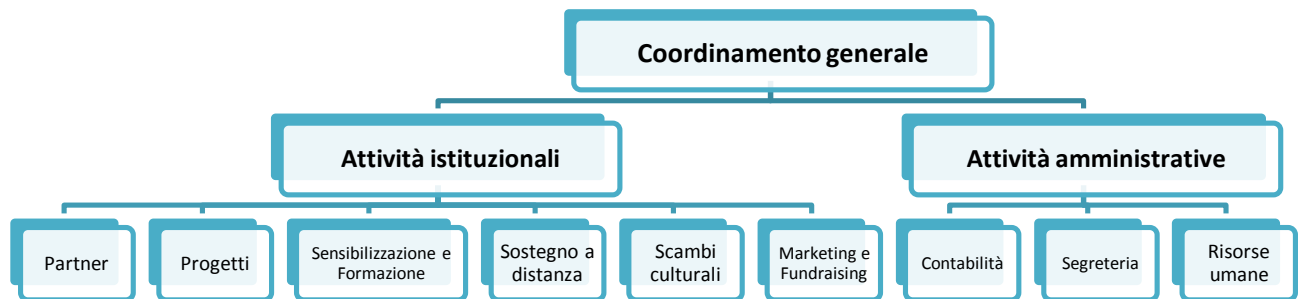 Coordinamento generale
Attività istituzionali
Attività amministrative
Partner
Progetti
Sensibilizzazione e
Formazione
Sostegno a
distanza
Scambi
culturali
Marketing e
Fundraising
Contabilità
Segreteria
Risorse
umane